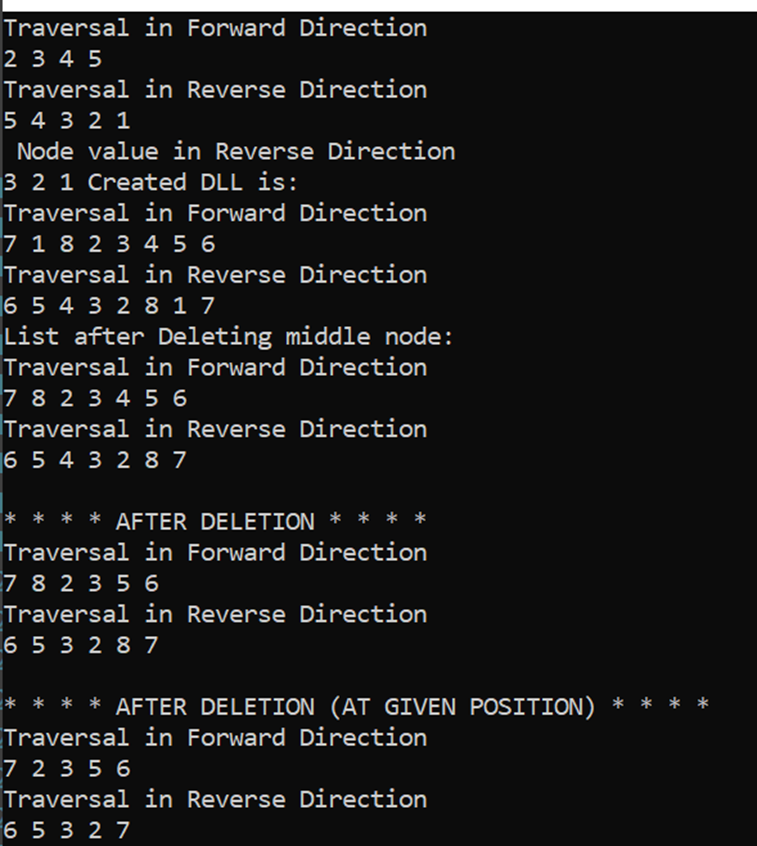 Traversal in Forward Direction
2 3 4 5
Traversal in Reverse Direction
5 4 3 2 1
 Node value in Reverse Direction
3 2 1 Created DLL is:
Traversal in Forward Direction
7 1 8 2 3 4 5 6
Traversal in Reverse Direction
6 5 4 3 2 8 1 7
List after Deleting middle node:
Traversal in Forward Direction
7 8 2 3 4 5 6
Traversal in Reverse Direction
6 5 4 3 2 8 7

* * * * AFTER DELETION * * * *
Traversal in Forward Direction
7 8 2 3 5 6
Traversal in Reverse Direction
6 5 3 2 8 7

* * * * AFTER DELETION (AT GIVEN POSITION) * * * *
Traversal in Forward Direction
7 2 3 5 6
Traversal in Reverse Direction
6 5 3 2 7